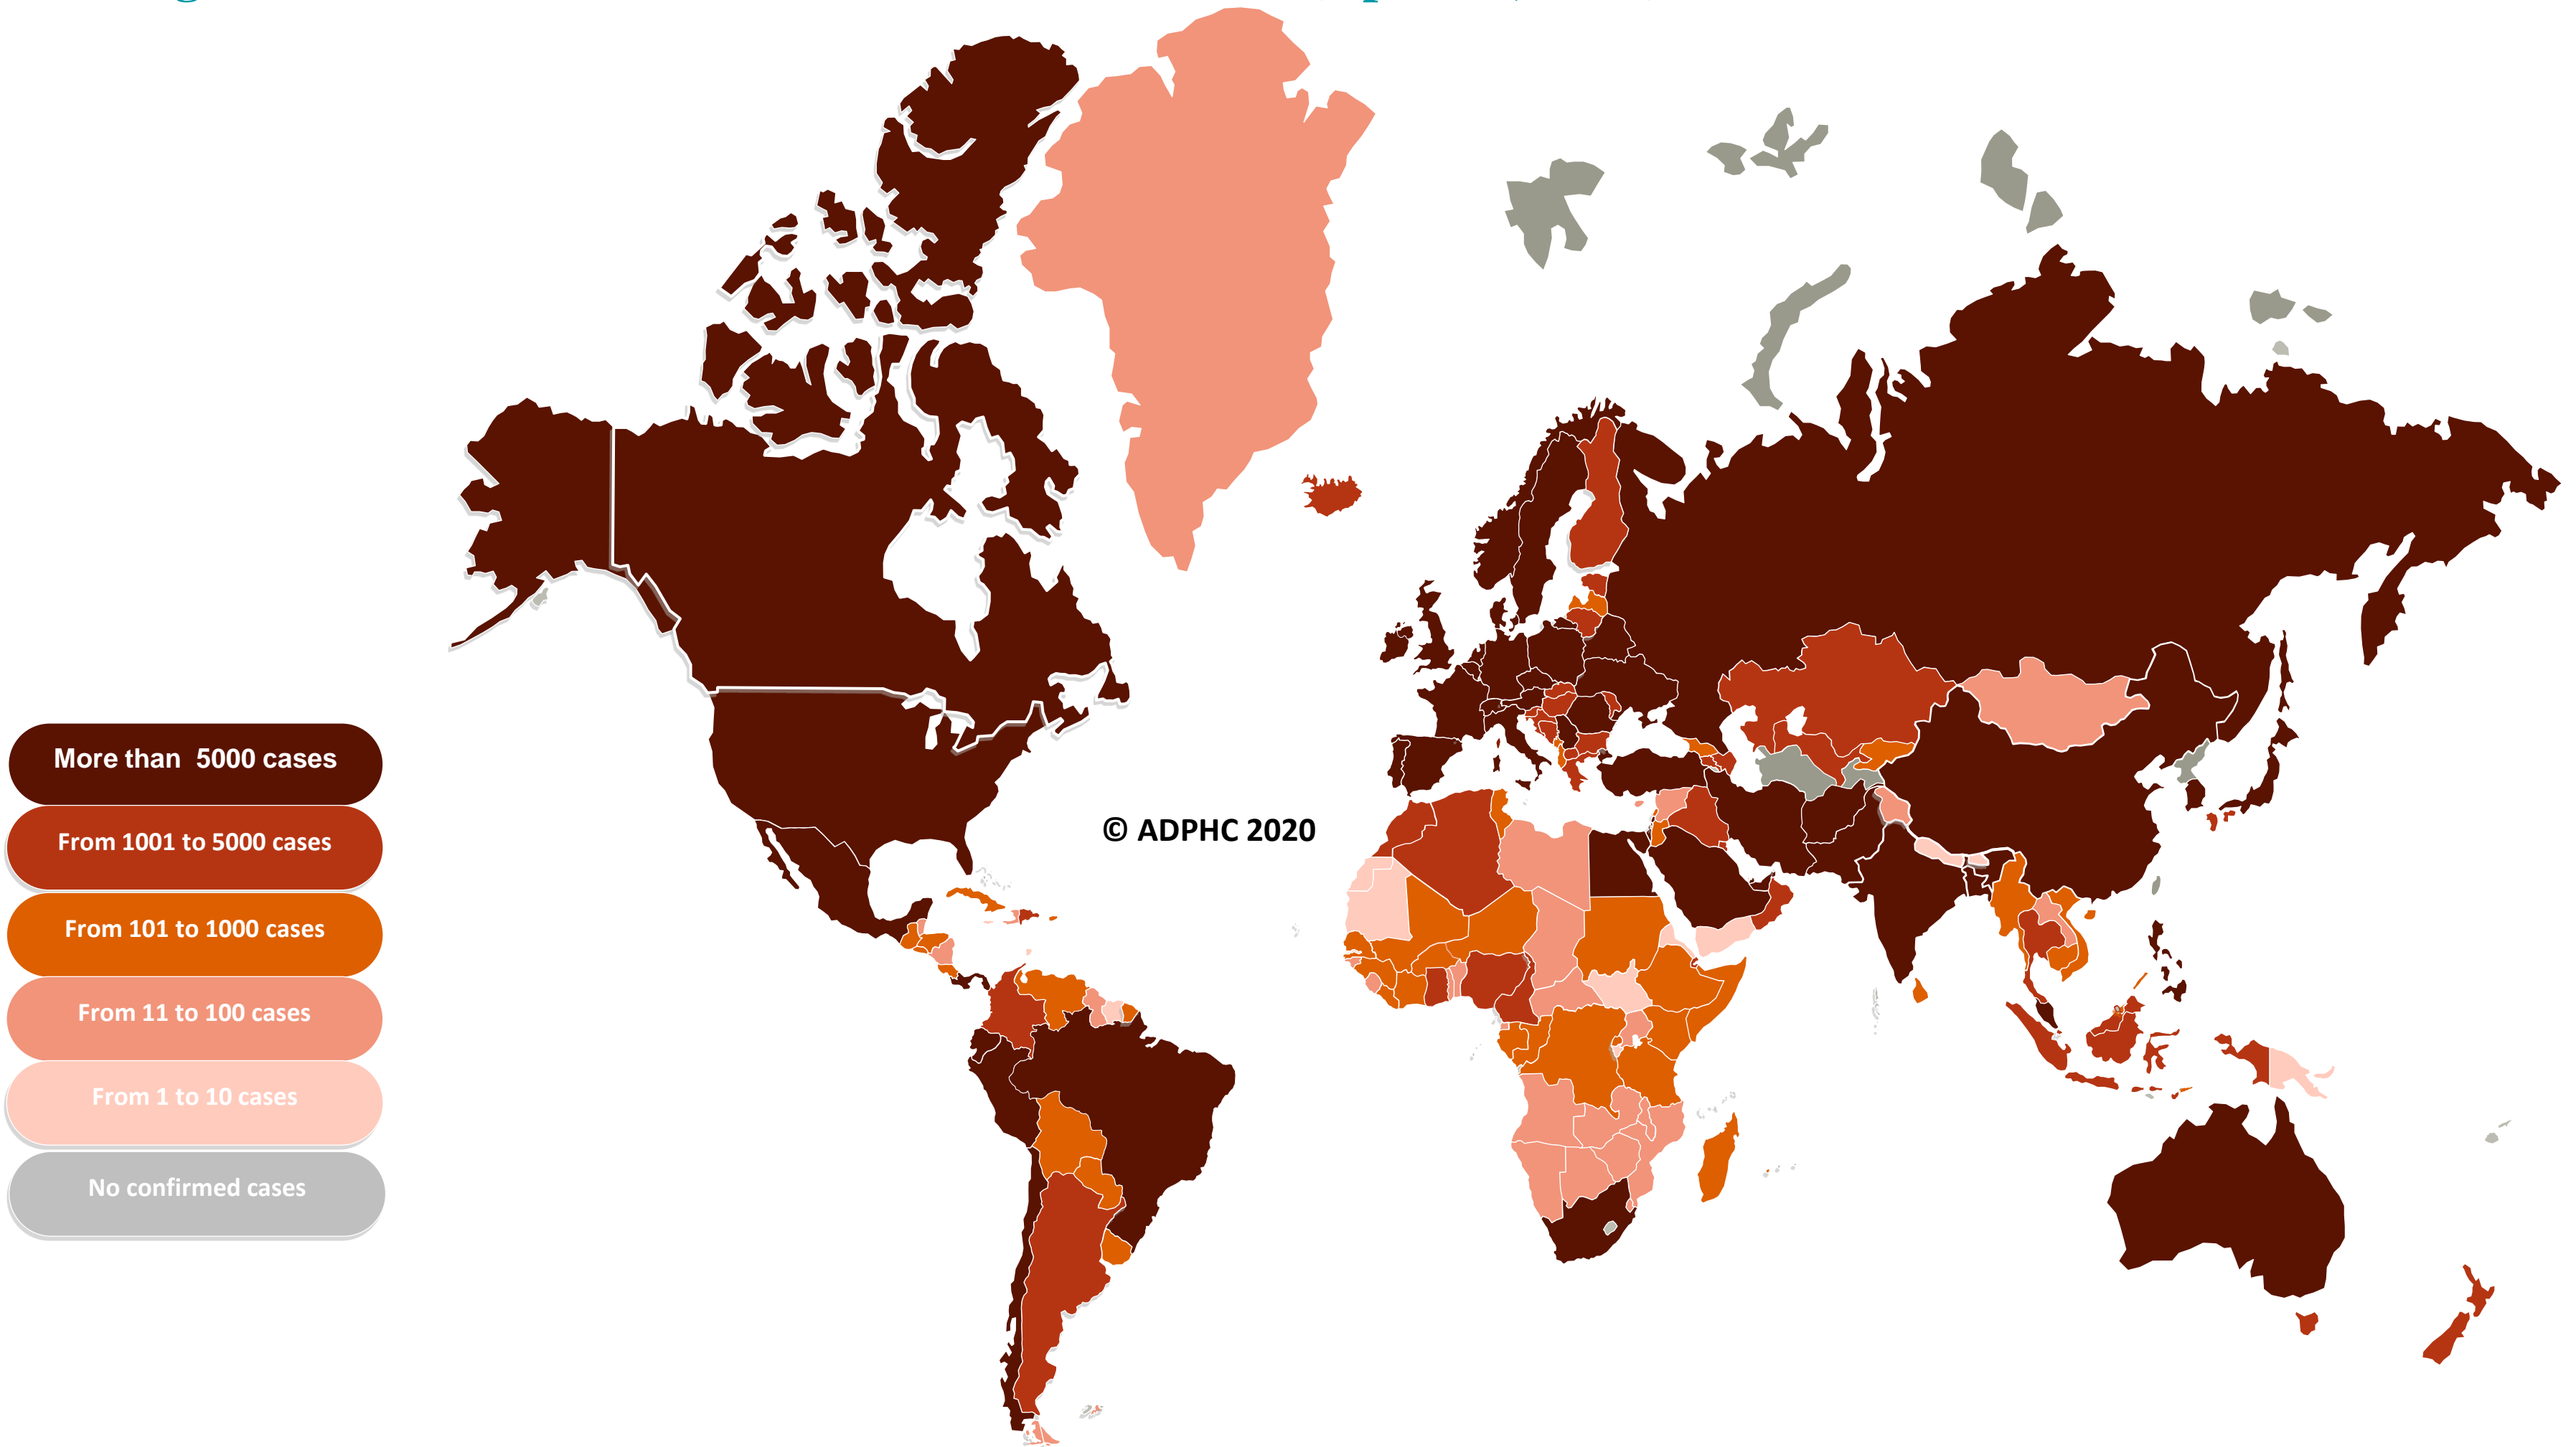 More than 5000 cases
From 1001 to 5000 cases
© ADPHC 2020
From 101 to 1000 cases
From 11 to 100 cases
From 1 to 10 cases
No confirmed cases